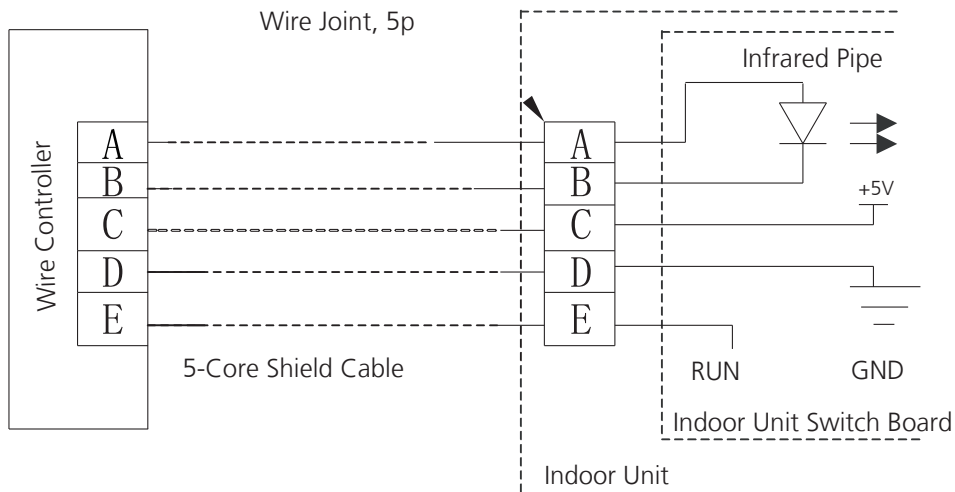 Wire Joint, 5p
Infrared Pipe
Wire Controller
A
B
C
D
E
A
B
C
D
E
+5V
5-Core Shield Cable
RUN
GND
Indoor Unit Switch Board
Indoor Unit